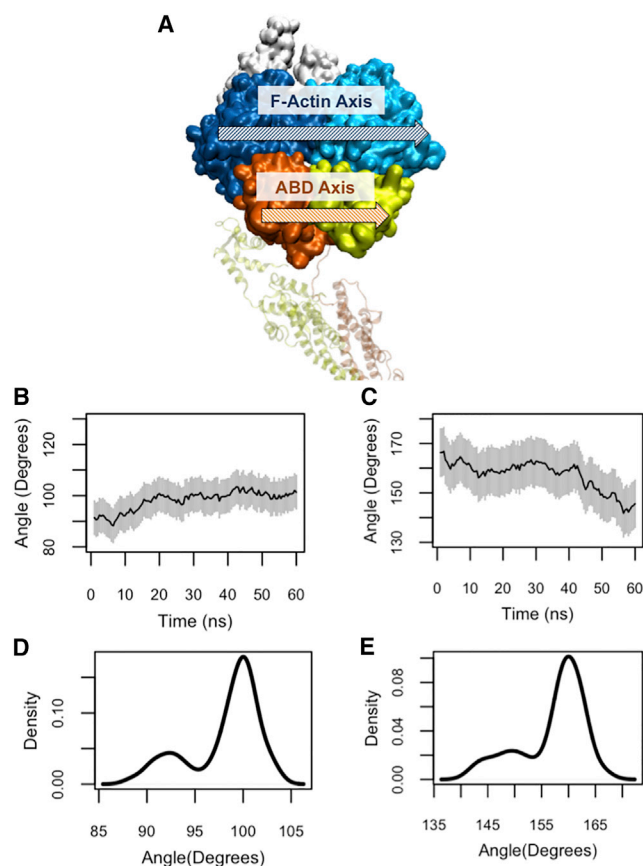 A
F-Actin Axis
ABD Axis
B
Angle (Degrees)
80 100 120
0 10 20 30 40 50 60
Time (ns)
C
Angle (Degrees)
130 150 170
0 10 20 30 40 50 60
Time (ns)
D
Density
0.00 0.10
85 90 95 100 105
Angle(Degrees)
E
Density
0.00 0.04 0.08
135 145 155 165
Angle(Degrees)